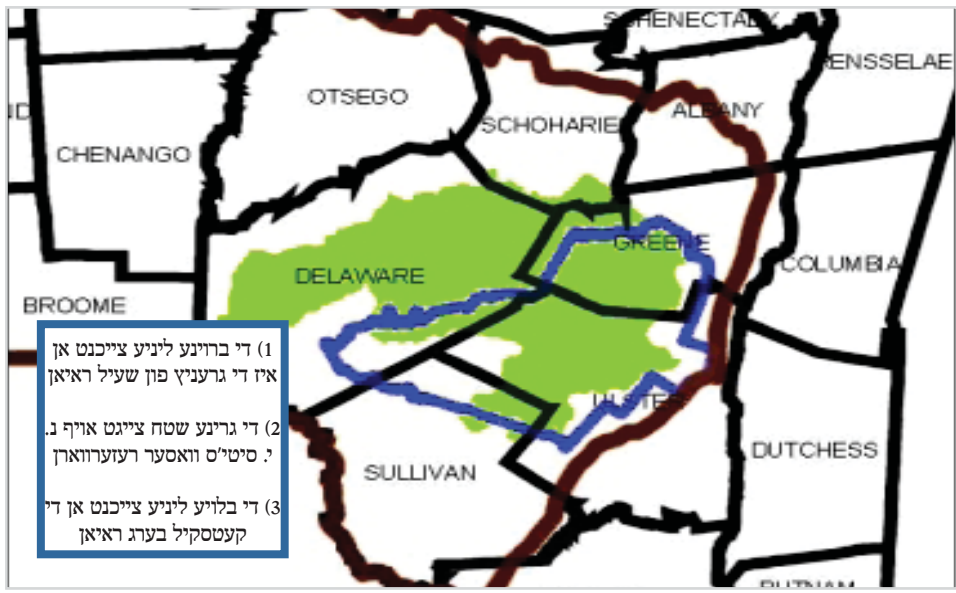 SCHENECTADY
RENSSELAE
OTSEGO
ALBANY
SCHOHARIE
CHENANGO
GREENE
COLUMBIA
DELAWARE
BROOME
1) די ברוינע ליניע צייכנט אן
איז די גרעניץ פון שעיל ראיאן
2) די גרינע שטח צייגט אויף נ.
י. סיטי'ס וואסער רעזערווארן
3) די בלויע ליניע צייכנט אן די
קעטסקיל בערג ראיאן
ULSTER
DUTCHESS
SULLIVAN
PUTNAM